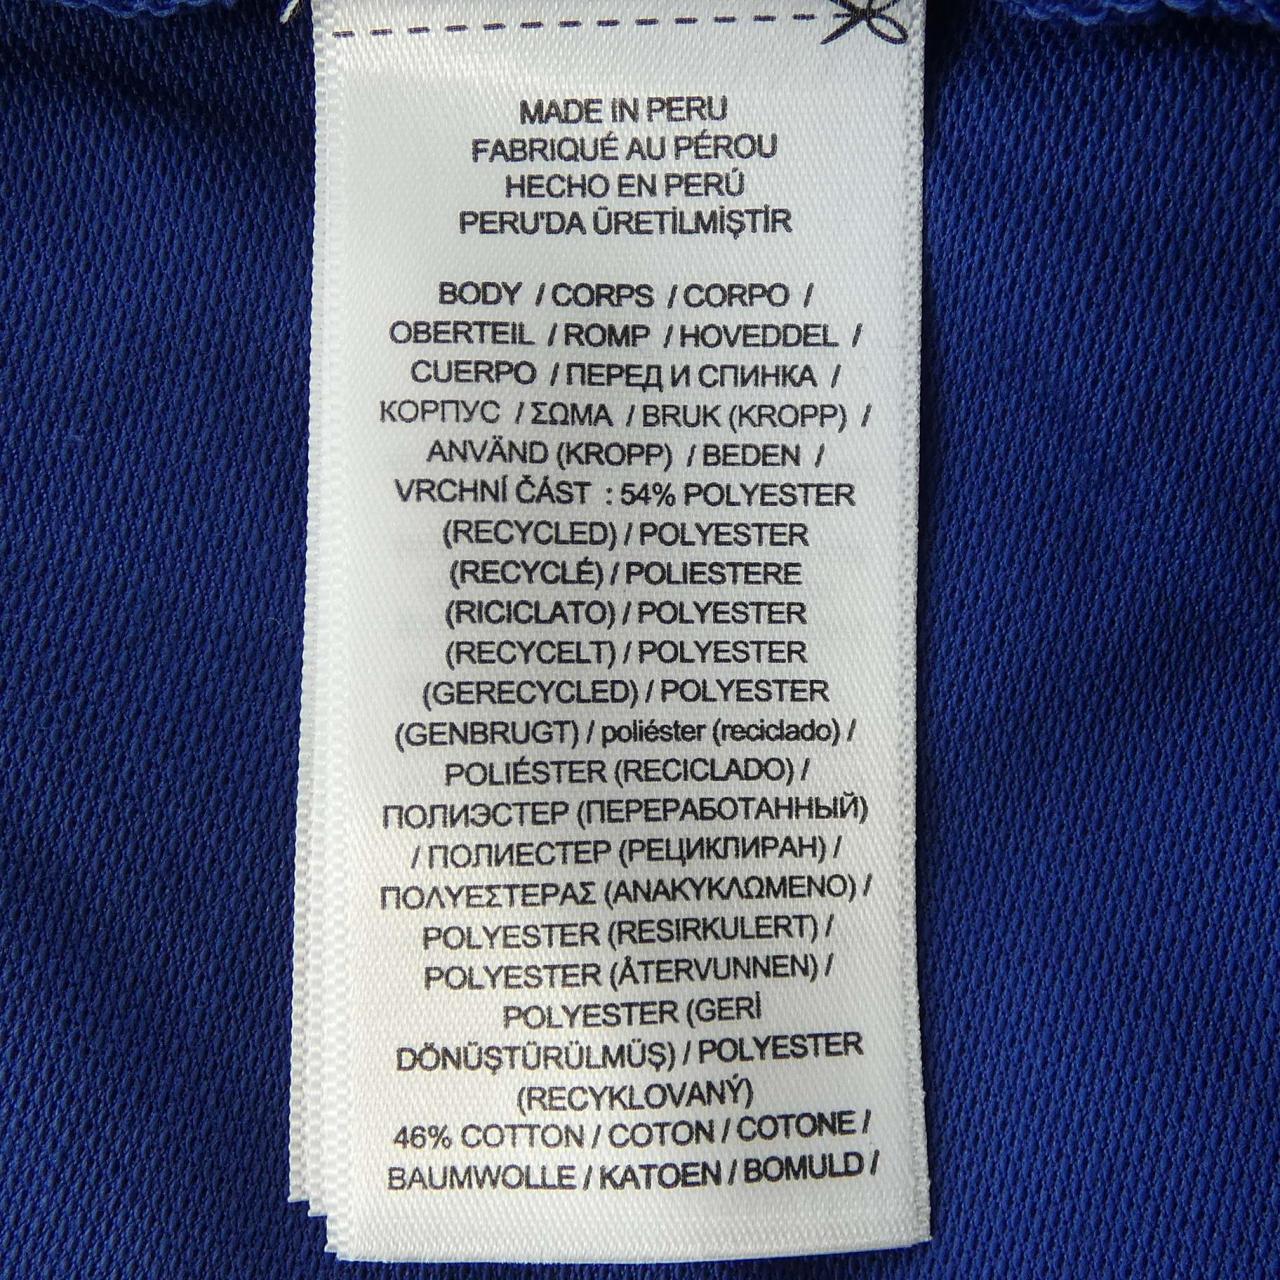 MADE IN PERU
FABRIQUÉ AU PÉROU
HECHO EN PERÚ
PERU'DA ÜRETİLMİŞTİR
BODY / CORPS / CORPO /
OBERTEIL / ROMP / HOVEDDEL /
CUERPO / ПЕРЕД И СПИНКА /
КОРПУС / ΣΩΜΑ / BRUK (KROPP) /
ANVÄND (KROPP) / BEDEN /
VRCHNÍ ČÁST : 54% POLYESTER
(RECYCLED) / POLYESTER
(RECYCLÉ) / POLIESTERE
(RICICLATO) / POLYESTER
(RECYCELT) / POLYESTER
(GERECYCLED) / POLYESTER
(GENBRUGT) / poliéster (reciclado) /
POLIÉSTER (RECICLADO) /
ПОЛИЭСТЕР (ПЕРЕРАБОТАННЫЙ)
/ ПОЛИЕСТЕР (РЕЦИКЛИРАН) /
ΠΟΛΥΕΣΤΕΡΑΣ (ΑΝΑΚΥΚΛΩΜΕΝΟ) /
POLYESTER (RESIRKULERT) /
POLYESTER (ÅTERVUNNEN) /
POLYESTER (GERİ
DÖNÜŞTÜRÜLMÜŞ) / POLYESTER
(RECYKLOVANÝ)
46% COTTON / COTON / COTONE /
BAUMWOLLE / KATOEN / BOMULD /